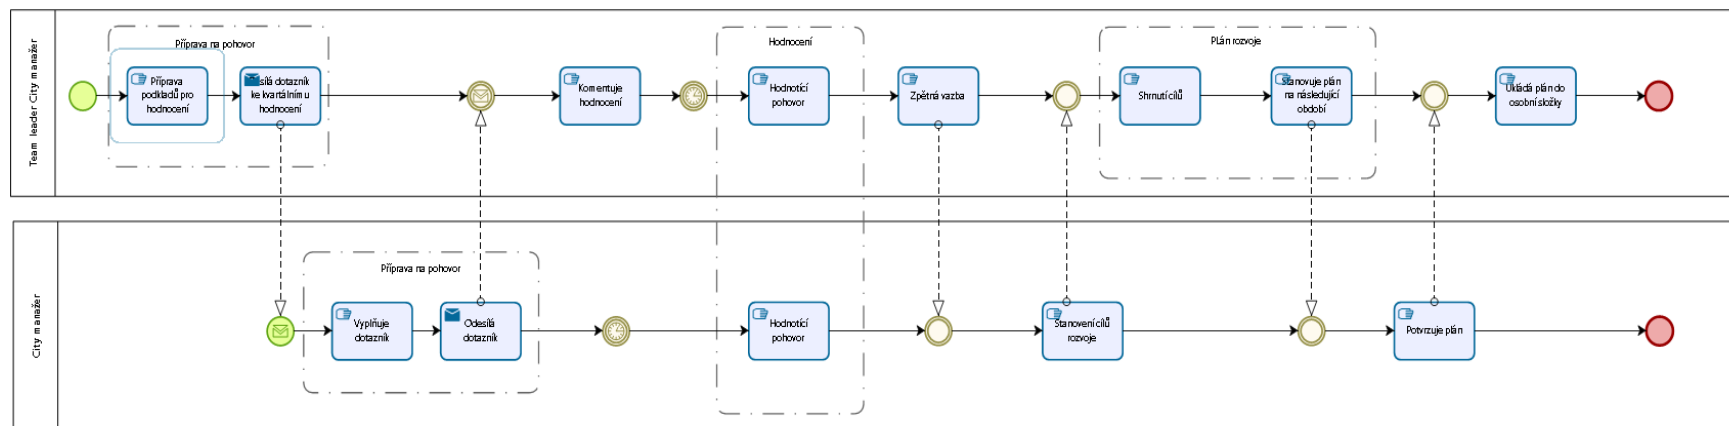 Team leader City manažer
Příprava na pohovor
Příprava
podkladů pro
hodnocení
sílá dotazník
ke kvartálnímu
hodnocení
Komentuje
hodnocení
Hodnocení
Hodnotící
pohovor
Zpětná vazba
PLán rozvoje
Shrnutí cílů
Stanovuje plán
na následující
období
Ukládá plán do
osobní složky
City manažer
Příprava na pohovor
Vyplňuje
dotazník
Odesílá
dotazník
Hodnotící
pohovor
Stanovení cílů
rozvoje
Potvrzuje plán